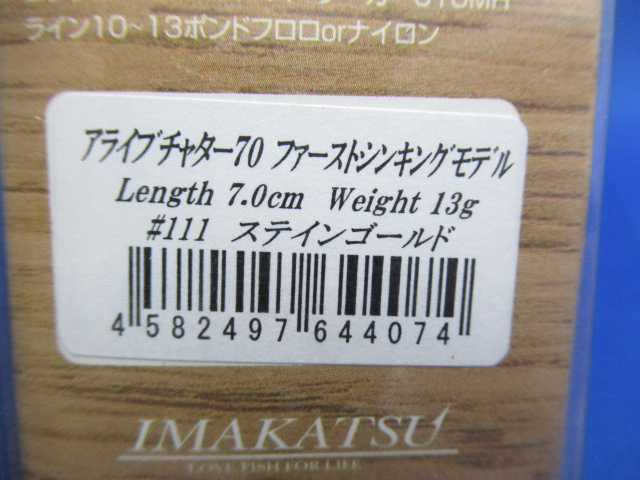 ライン10~13ポンドフロロorナイロン
アライブチャター70 ファーストシンキングモデル
Length 7.0cm Weight 13g
#111 ステインゴールド
4 582497 644074
IMAKATSU
LOVE FISH FOR LIFE